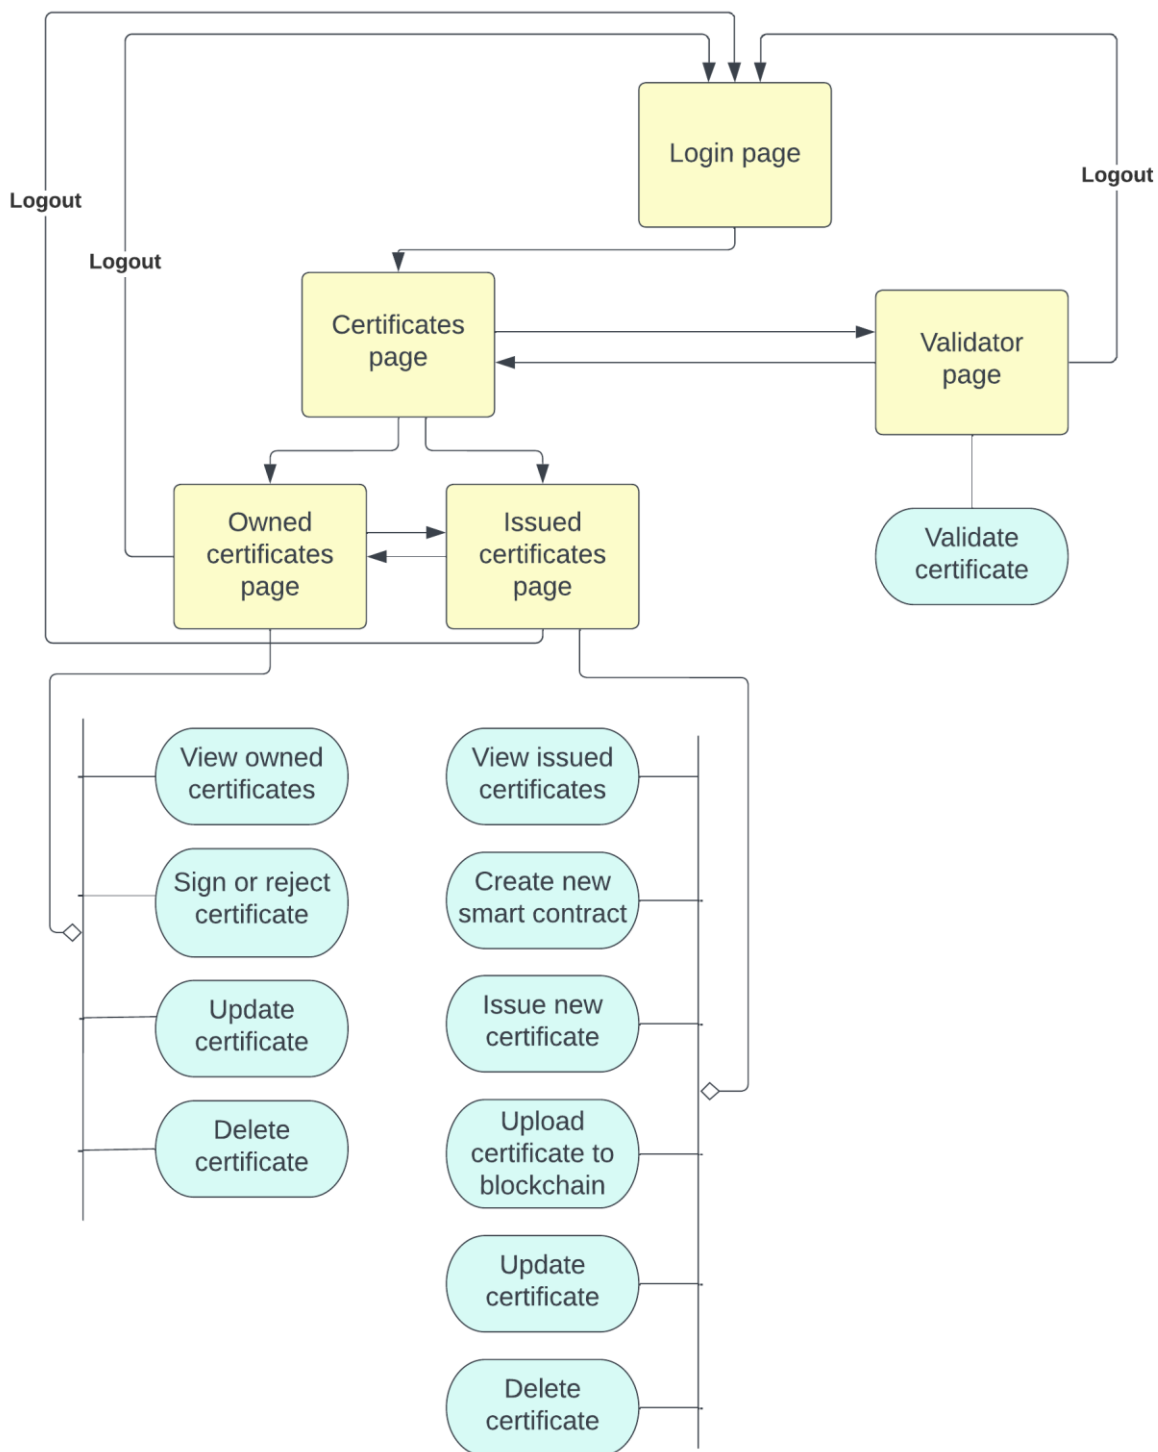 Login page
Logout
Logout
Logout
Certificates
page
Validator
page
Owned
certificates
page
Issued
certificates
page
Validate
certificate
View owned
certificates
View issued
certificates
Sign or reject
certificate
Create new
smart contract
Update
certificate
Issue new
certificate
Delete
certificate
Upload
certificate to
blockchain
Update
certificate
Delete
certificate